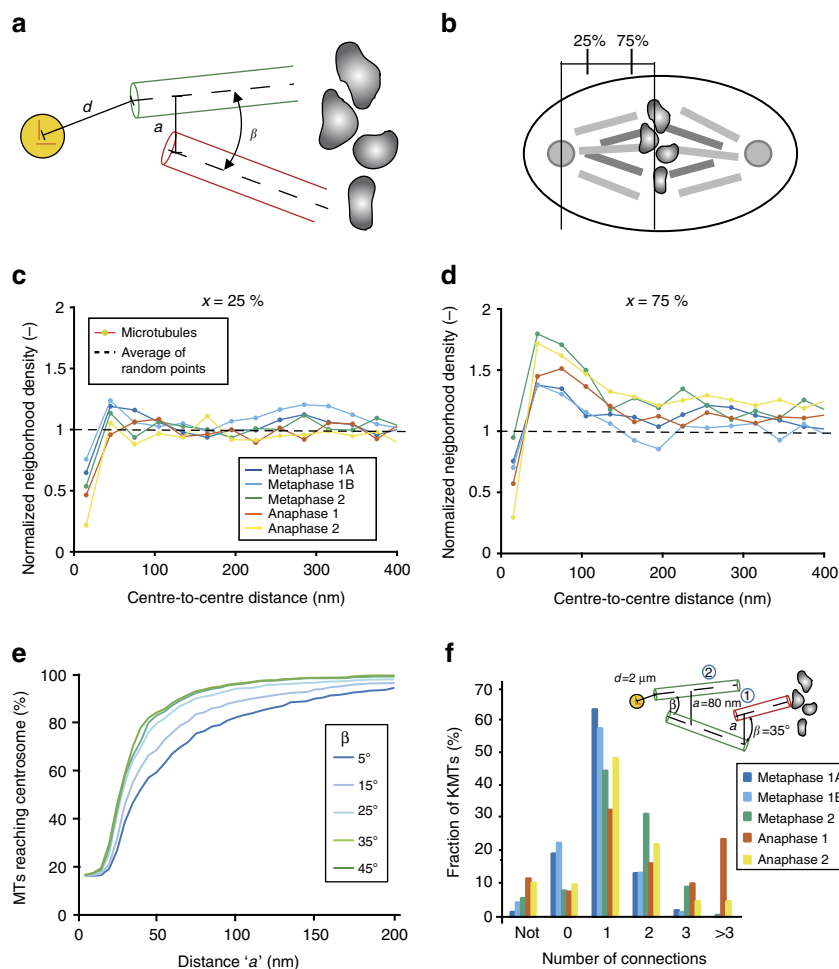 a
d
a
β
b
25%
75%
c
x = 25 %
Normalized neigborhood density (–)
2
1.5
1
0.5
0
Microtubules
Average of
random points
Metaphase 1A
Metaphase 1B
Metaphase 2
Anaphase 1
Anaphase 2
0 100 200 300 400
Centre-to-centre distance (nm)
d
x = 75 %
Normalized neigborhood density (–)
2
1.5
1
0.5
0
0 100 200 300 400
Centre-to-centre distance (nm)
e
MTs reaching centrosome (%)
100
80
60
40
20
0
β
5°
15°
25°
35°
45°
0 50 100 150 200
Distance ‘a’ (nm)
f
Fraction of KMTs (%)
70
60
50
40
30
20
10
0
d=2 μm
2
1
β
a=80 nm
a
β=35°
Metaphase 1A
Metaphase 1B
Metaphase 2
Anaphase 1
Anaphase 2
Not 0 1 2 3 >3
Number of connections